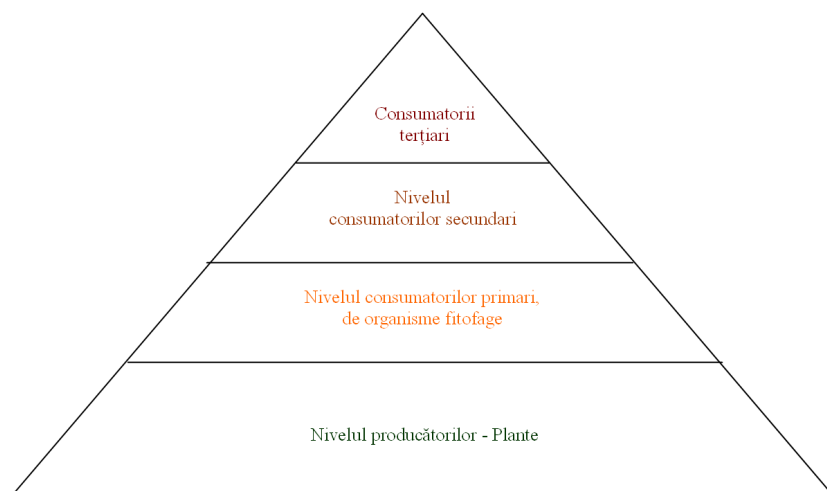 Consumatorii
terţiari
Nivelul
consumatorilor secundari
Nivelul consumatorilor primari,
de organisme fitofage
Nivelul producătorilor - Plante